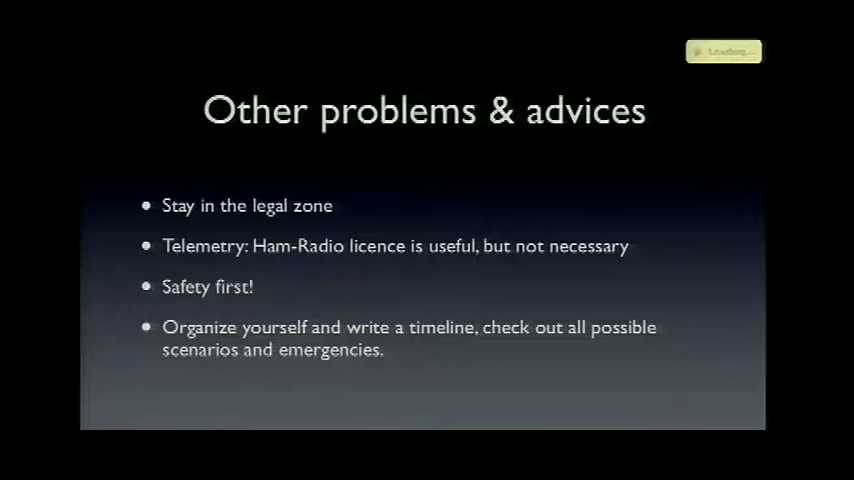 Loading...
Other problems & advices
• Stay in the legal zone
• Telemetry: Ham-Radio licence is useful, but not necessary
• Safety first!
• Organize yourself and write a timeline, check out all possible
scenarios and emergencies.